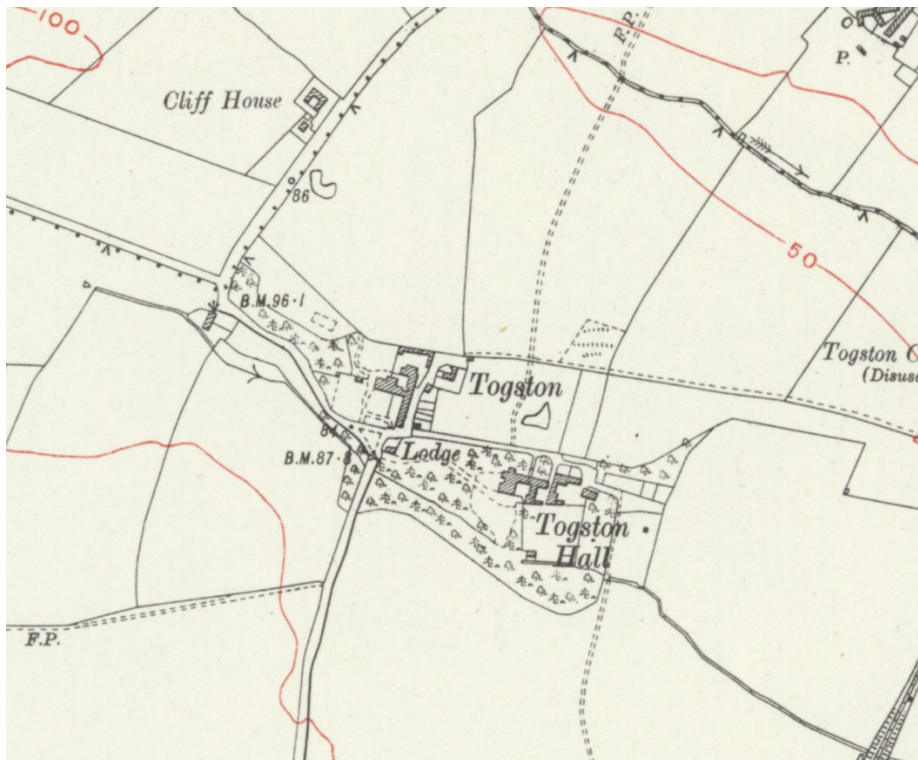 100
F.P.
P.
Cliff House
86
50
B.M.96·1
Togston
(Disuse
Togston
84
Lodge
B.M.87·8
Togston
Hall
F.P.